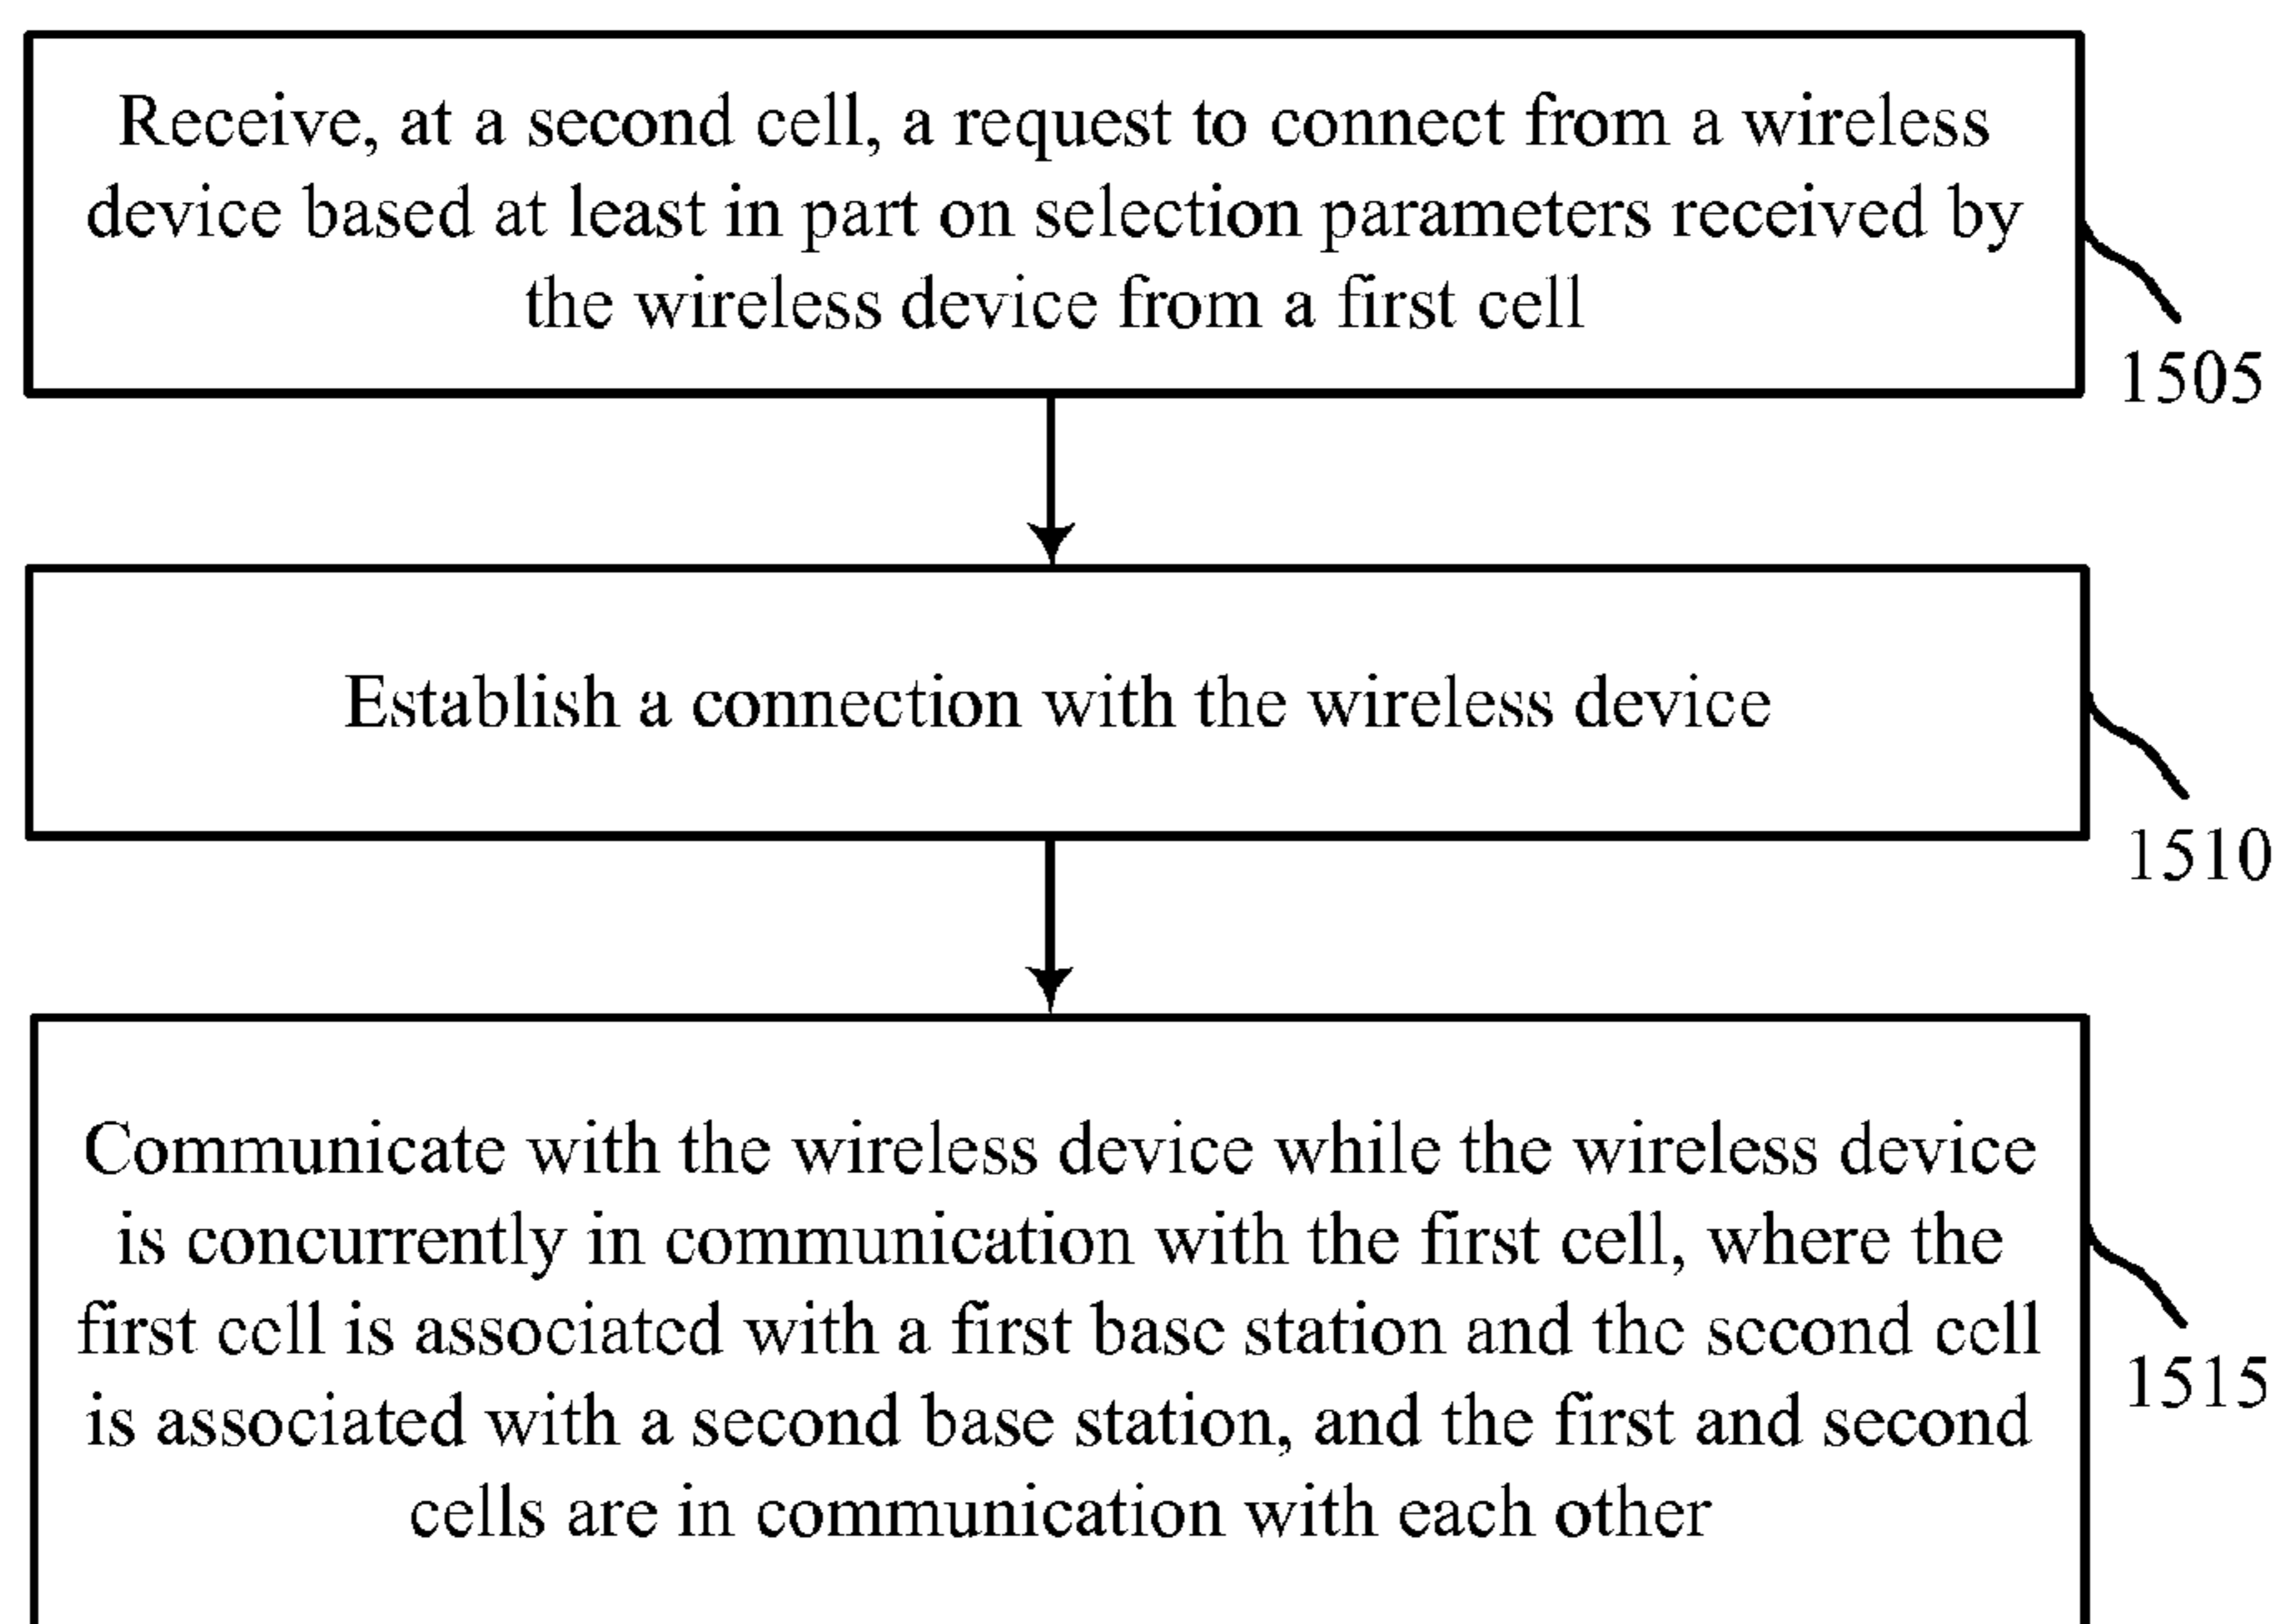 Receive, at a second cell, a request to connect from a wireless
device based at least in part on selection parameters received by
the wireless device from a first cell
1505
Establish a connection with the wireless device
1510
Communicate with the wireless device while the wireless device
is concurrently in communication with the first cell, where the
first cell is associated with a first base station and the second cell
is associated with a second base station, and the first and second
cells are in communication with each other
1515